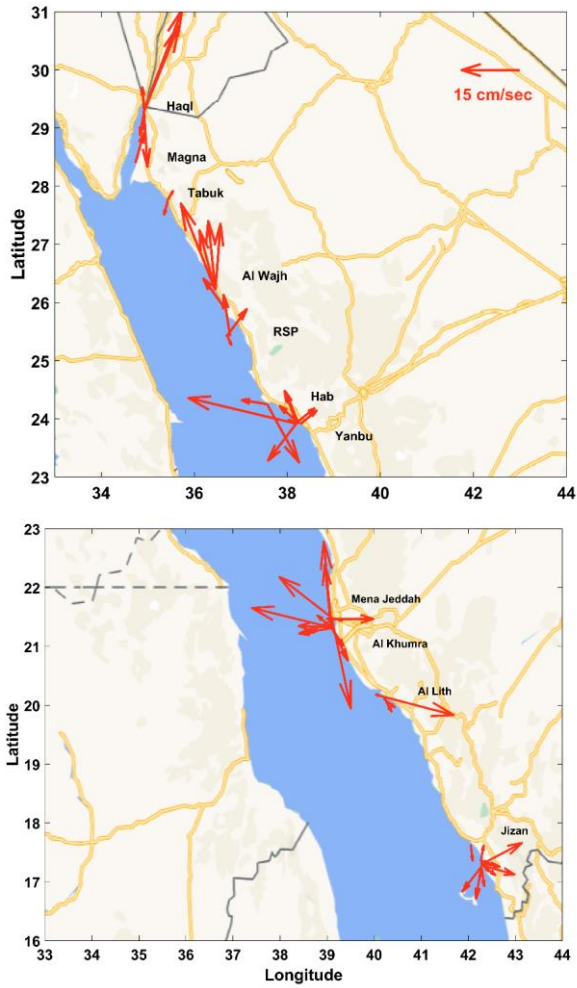 31
30
15 cm/sec
29
Haql
Magna
28
Tabuk
27
Latitude
Al Wajh
26
RSP
25
24
Hab
Yanbu
23
33 34 36 38 40 42 44
23
22
Mena Jeddah
21
Al Khumra
Al Lith
20
Latitude
19
18
Jizan
17
16
33 34 35 36 37 38 39 40 41 42 43 44
Longitude